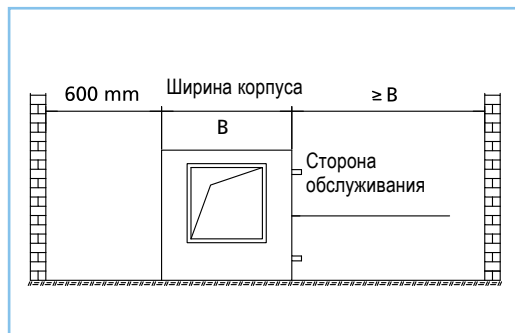 600 mm
Ширина корпуса
≥ B
B
Сторона
обслуживания